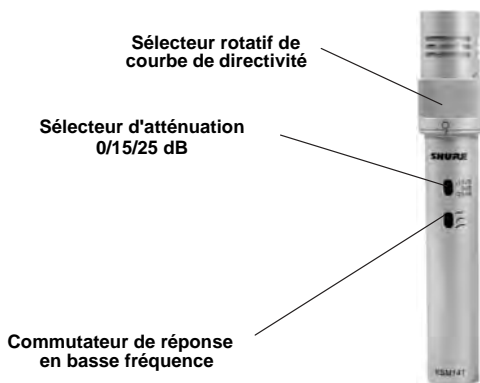 Sélecteur rotatif de
courbe de directivité
Sélecteur d'atténuation
0/15/25 dB
SHURE
Commutateur de réponse
en basse fréquence
KSM141